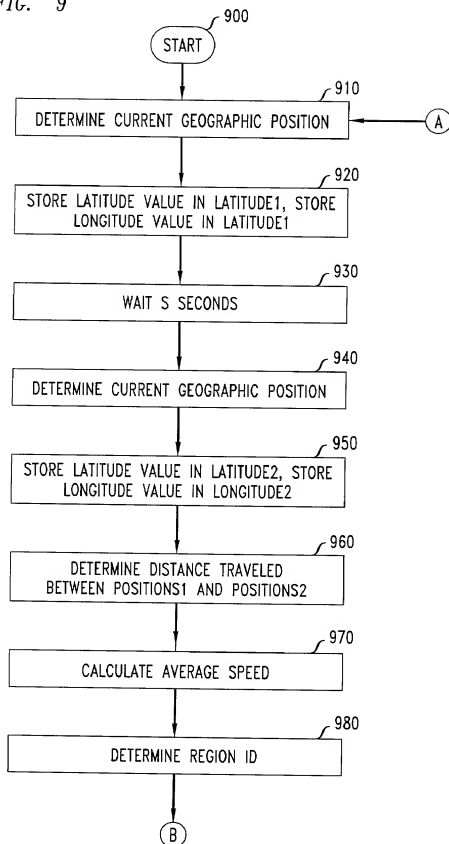 FIG. 9
900
START
910
DETERMINE CURRENT GEOGRAPHIC POSITION
A
920
STORE LATITUDE VALUE IN LATITUDE1, STORE
LONGITUDE VALUE IN LATITUDE1
930
WAIT S SECONDS
940
DETERMINE CURRENT GEOGRAPHIC POSITION
950
STORE LATITUDE VALUE IN LATITUDE2, STORE
LONGITUDE VALUE IN LONGITUDE2
960
DETERMINE DISTANCE TRAVELED
BETWEEN POSITIONS1 AND POSITIONS2
970
CALCULATE AVERAGE SPEED
980
DETERMINE REGION ID
B